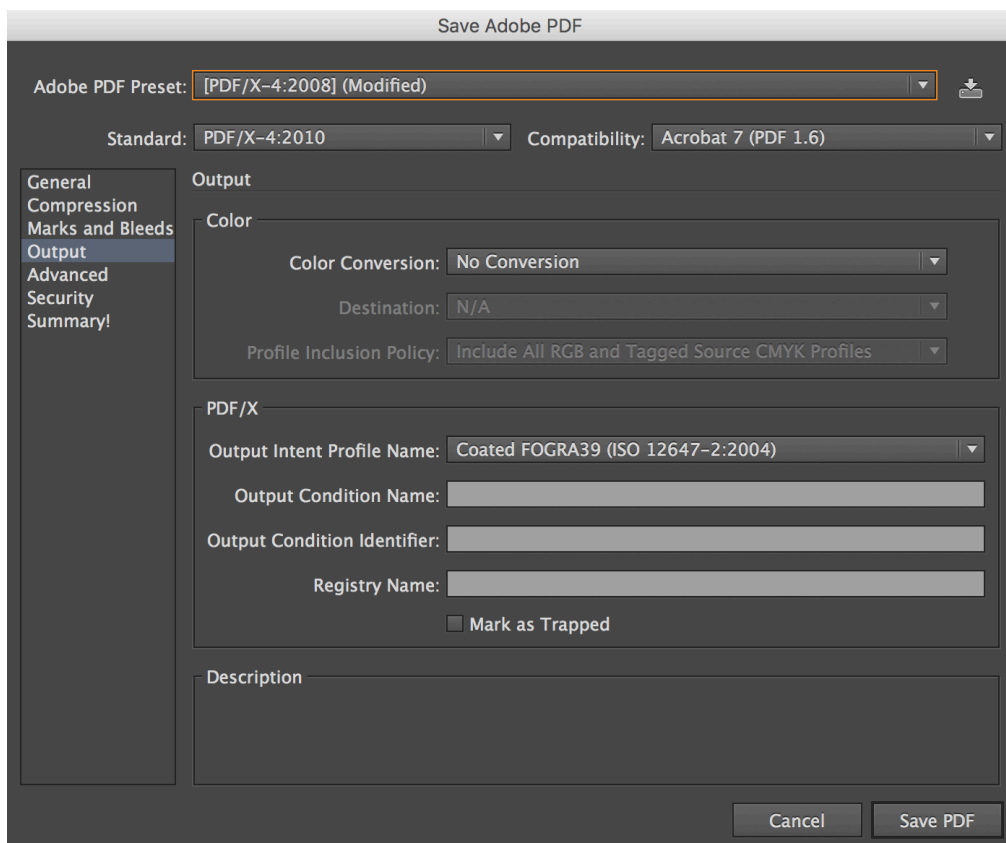 Save Adobe PDF
Adobe PDF Preset: [PDF/X-4:2008] (Modified)
Standard: PDF/X-4:2010 Compatibility: Acrobat 7 (PDF 1.6)
General
Compression
Marks and Bleeds
Output
Advanced
Security
Summary!
Output
Color
Color Conversion: No Conversion
Destination: N/A
Profile Inclusion Policy: Include All RGB and Tagged Source CMYK Profiles
PDF/X
Output Intent Profile Name: Coated FOGRA39 (ISO 12647-2:2004)
Output Condition Name:
Output Condition Identifier:
Registry Name:
Mark as Trapped
Description
Cancel Save PDF